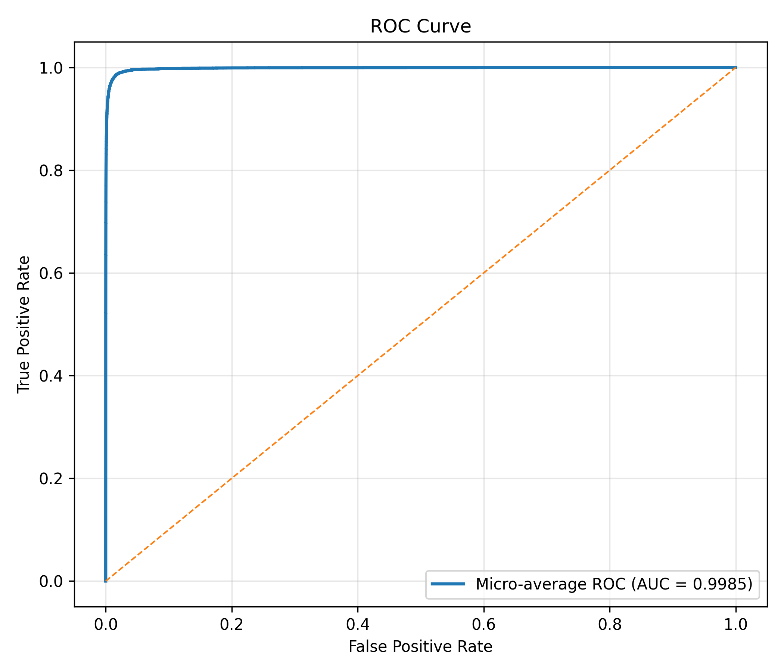 ROC Curve
1.0
0.8
0.6
0.4
0.2
0.0
True Positive Rate
Micro-average ROC (AUC = 0.9985)
0.0 0.2 0.4 0.6 0.8 1.0
False Positive Rate